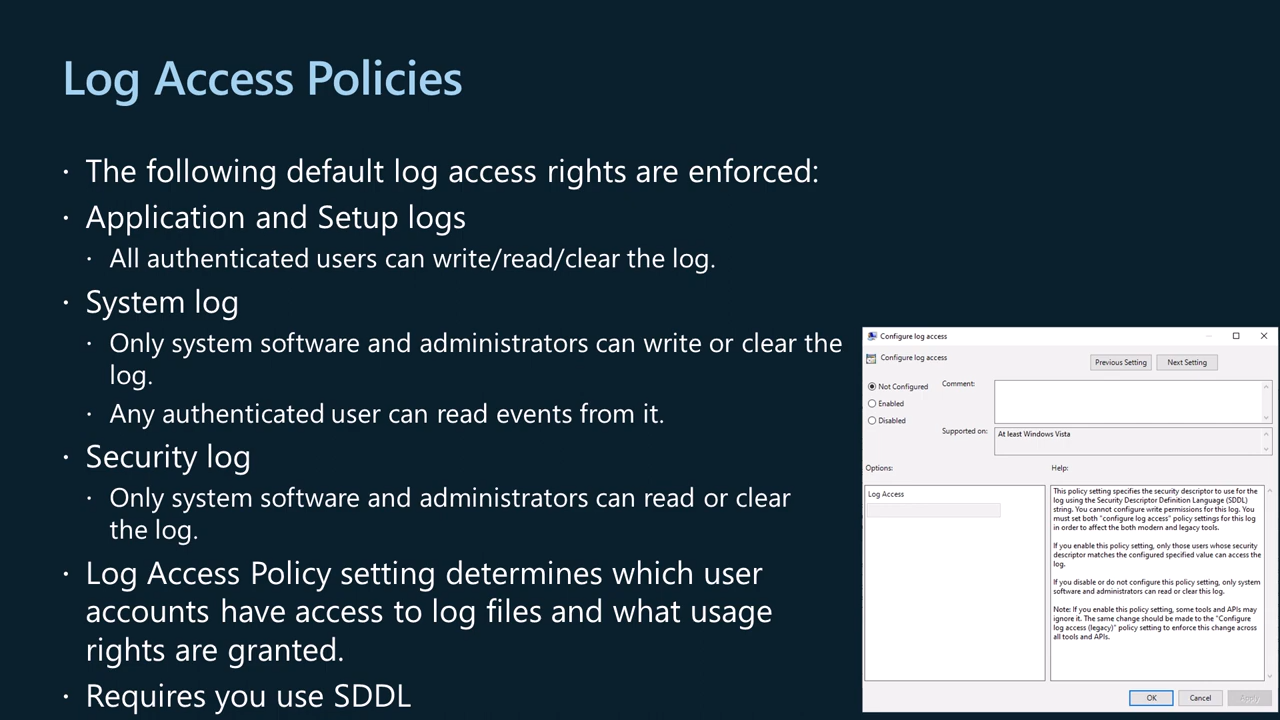 Log Access Policies
· The following default log access rights are enforced:
· Application and Setup logs
· All authenticated users can write/read/clear the log.
· System log
· Only system software and administrators can write or clear the
log.
· Any authenticated user can read events from it.
· Security log
· Only system software and administrators can read or clear
the log.
· Log Access Policy setting determines which user
accounts have access to log files and what usage
rights are granted.
· Requires you use SDDL
Configure log access
Configure log access
Previous Setting
Next Setting
Not Configured
Enabled
Disabled
Comment:
Supported on:
At least Windows Vista
Options:
Help:
Log Access
This policy setting specifies the security descriptor to use for the
log using the Security Descriptor Definition Language (SDDL)
string. You cannot configure write permissions for this log. You
must set both "configure log access" policy settings for this log
in order to affect the both modern and legacy tools.
If you enable this policy setting, only those users whose security
descriptor matches the configured specified value can access the
log.
If you disable or do not configure this policy setting, only system
software and administrators can read or clear this log.
Note: If you enable this policy setting, some tools and APIs may
ignore it. The same change should be made to the "Configure
log access (legacy)" policy setting to enforce this change across
all tools and APIs.
OK
Cancel
Apply